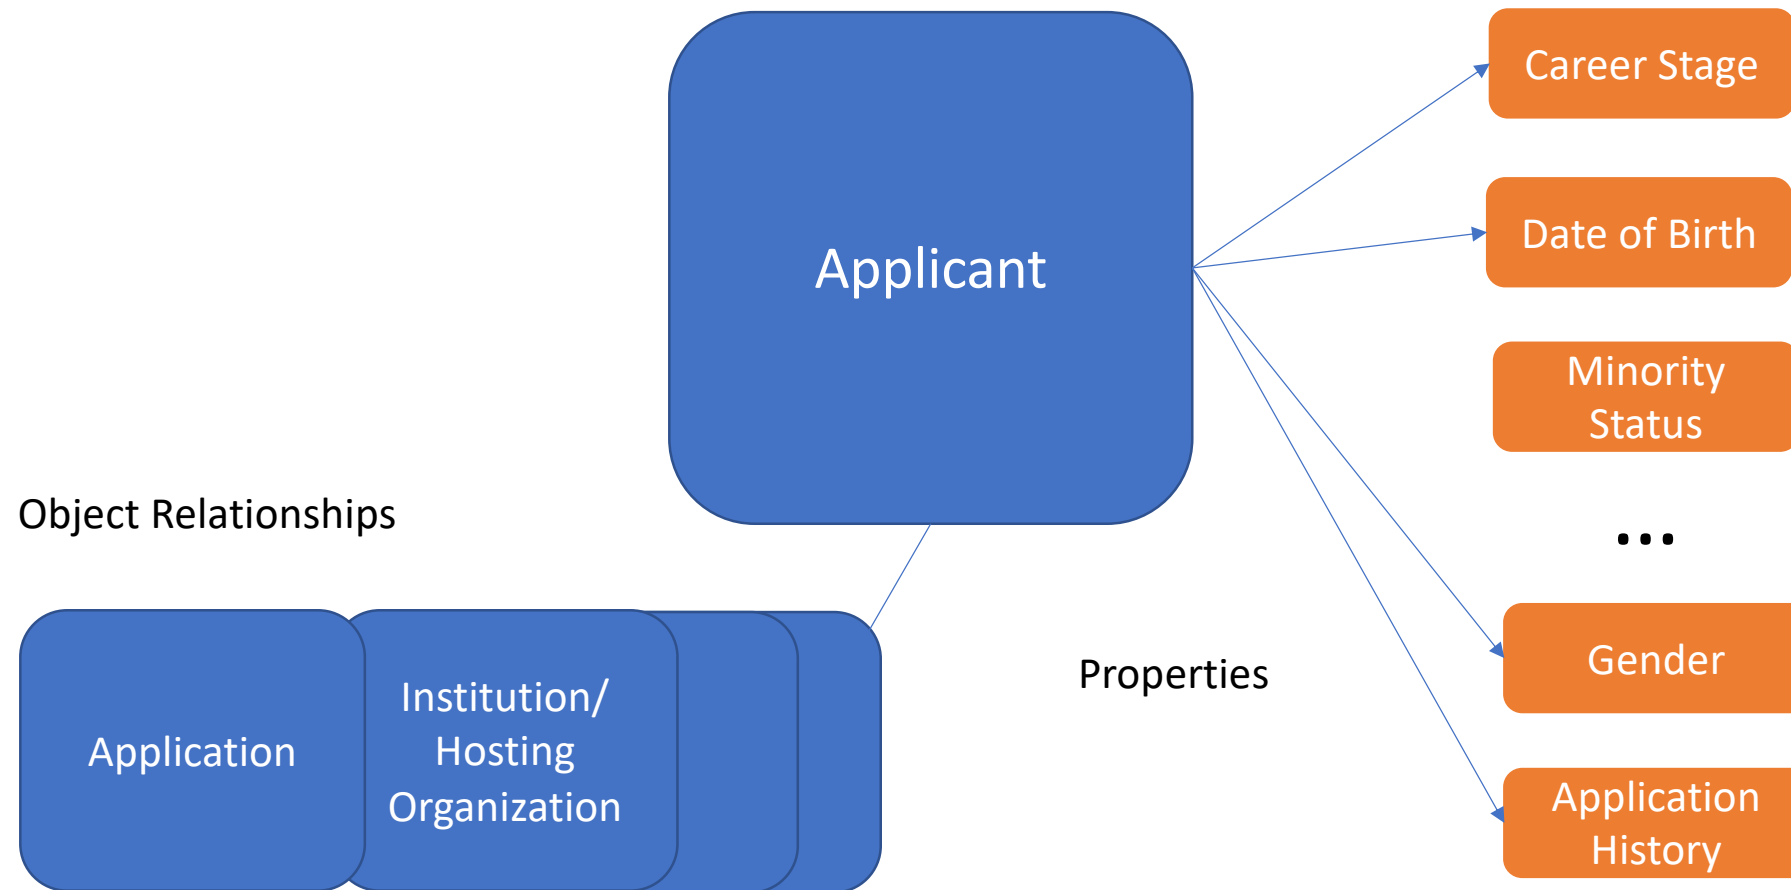 Applicant
Career Stage
Date of Birth
Minority
Status
...
Gender
Application
History
Properties
Object Relationships
Application
Institution/
Hosting
Organization